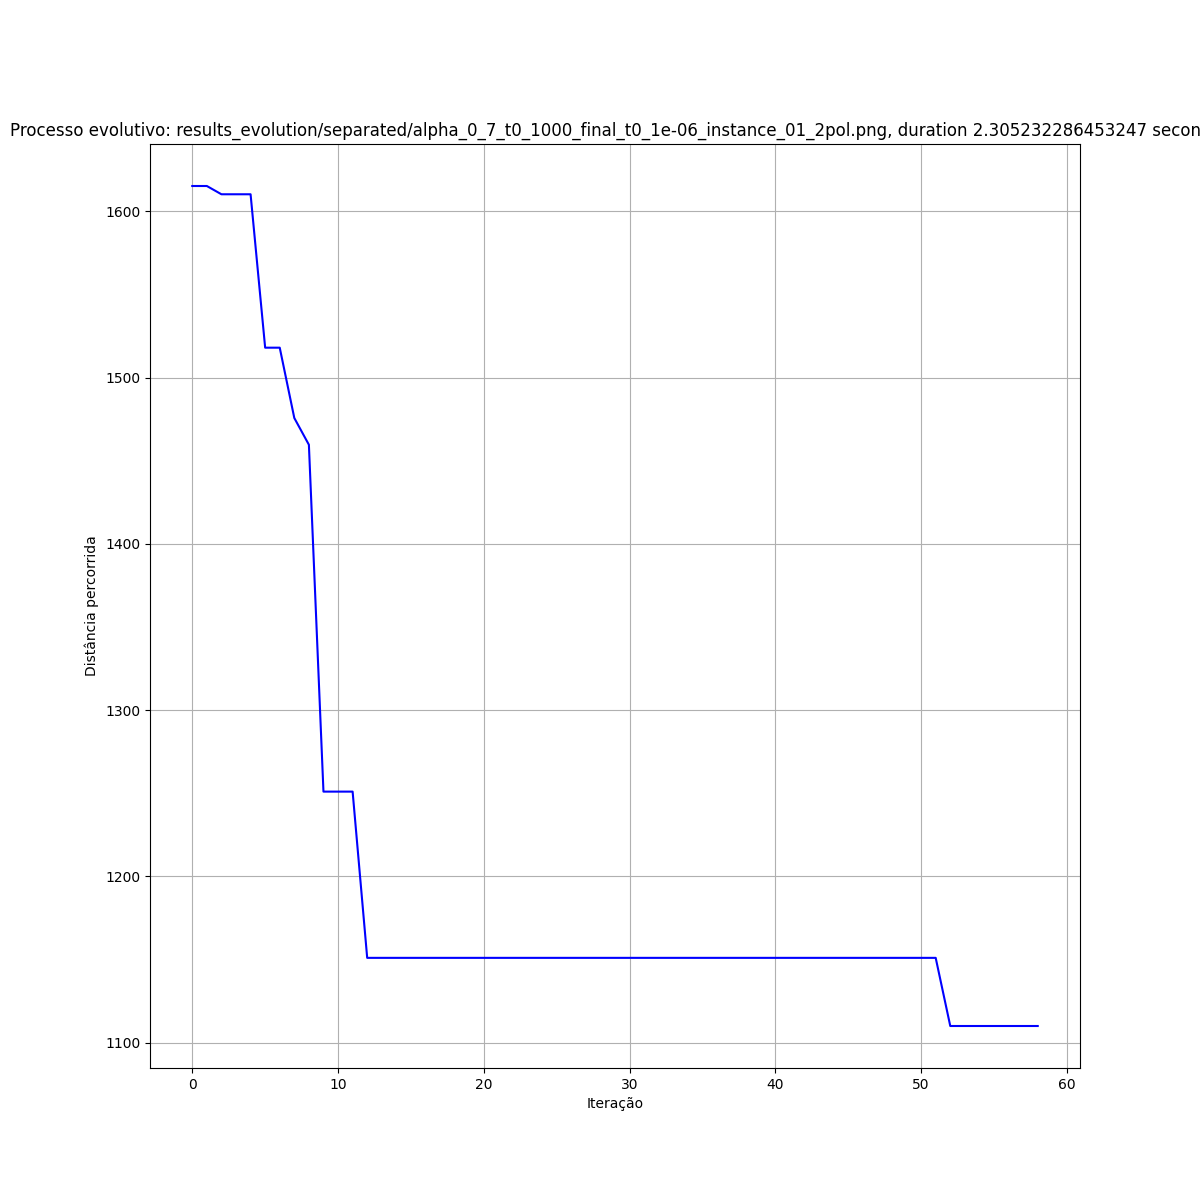 Processo evolutivo: results_evolution/separated/alpha_0_7_t0_1000_final_t0_1e-06_instance_01_2pol.png, duration 2.305232286453247 secon
1600
1500
1400
1300
1200
1100
Distância percorrida
0 10 20 30 40 50 60
Iteração